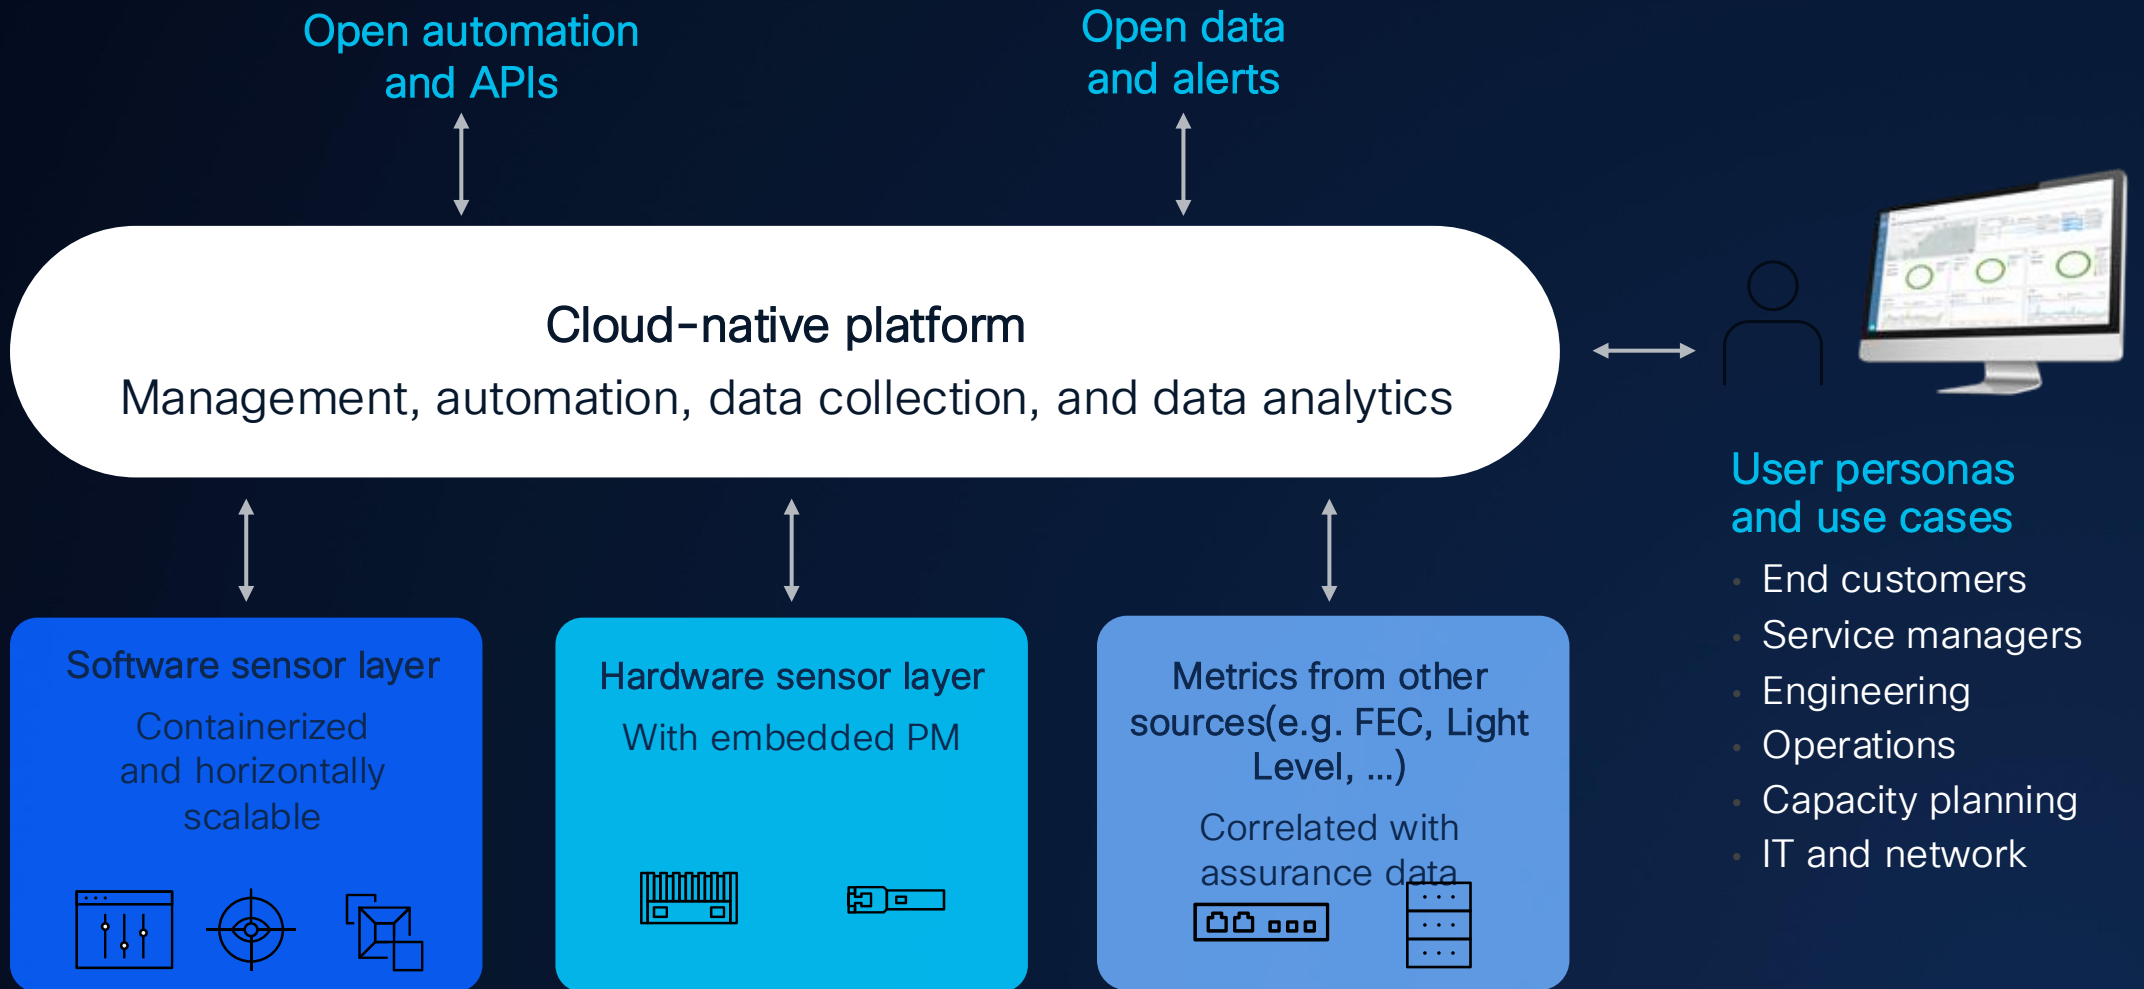 Open automation
and APIs
Open data
and alerts
Cloud-native platform
Management, automation, data collection, and data analytics
User personas
and use cases
• End customers
• Service managers
• Engineering
• Operations
• Capacity planning
• IT and network
Software sensor layer
Containerized
and horizontally
scalable
Hardware sensor layer
With embedded PM
Metrics from other
sources(e.g. FEC, Light
Level, ...)
Correlated with
assurance data